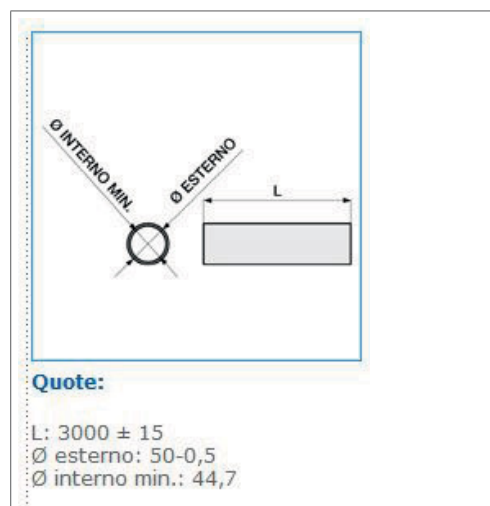 Ø INTERNO MIN.
Ø ESTERNO
L
Quote:
L: 3000 ± 15
Ø esterno: 50-0,5
Ø interno min.: 44,7